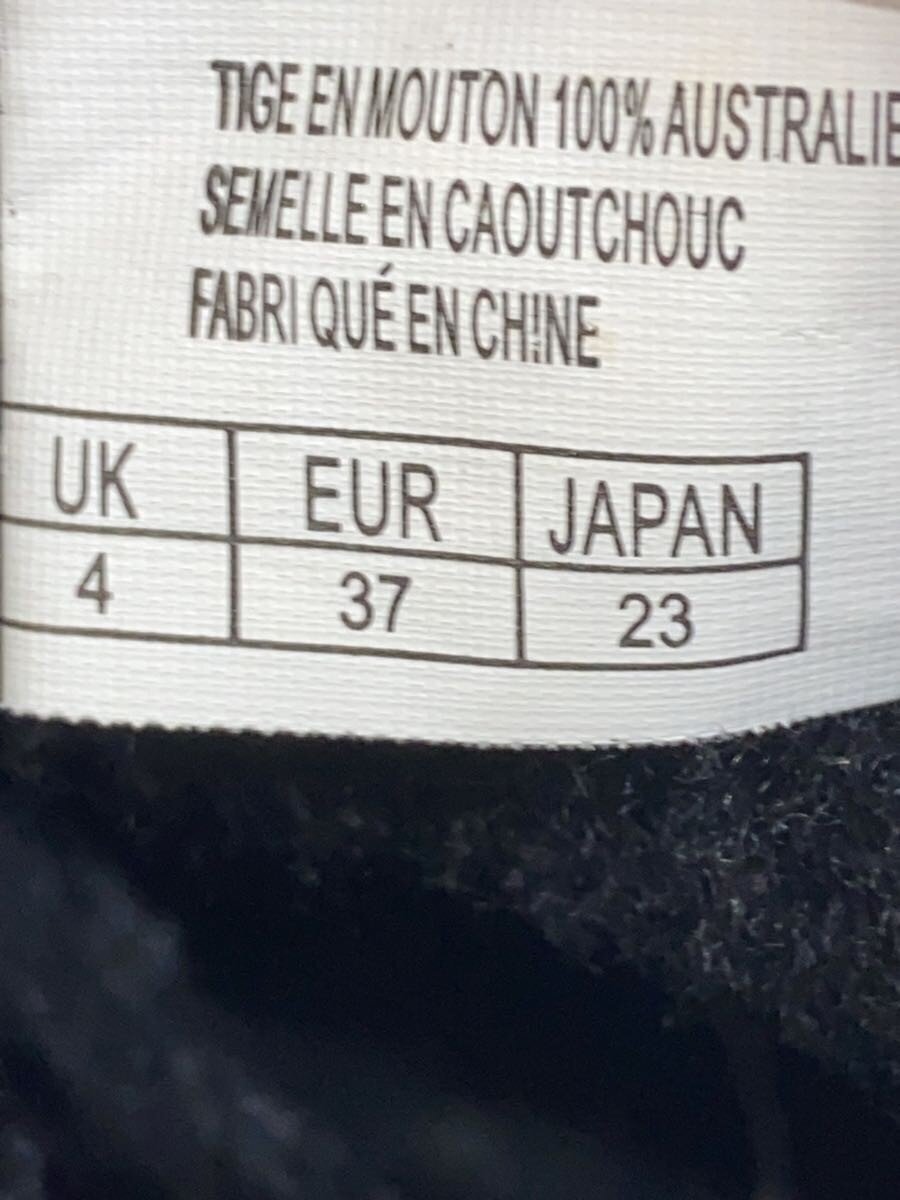 TIGE EN MOUTON 100% AUSTRALIE
SEMELLE EN CAOUTCHOUC
FABRI QUÉ EN CH!NE
UK EUR JAPAN
4 37 23